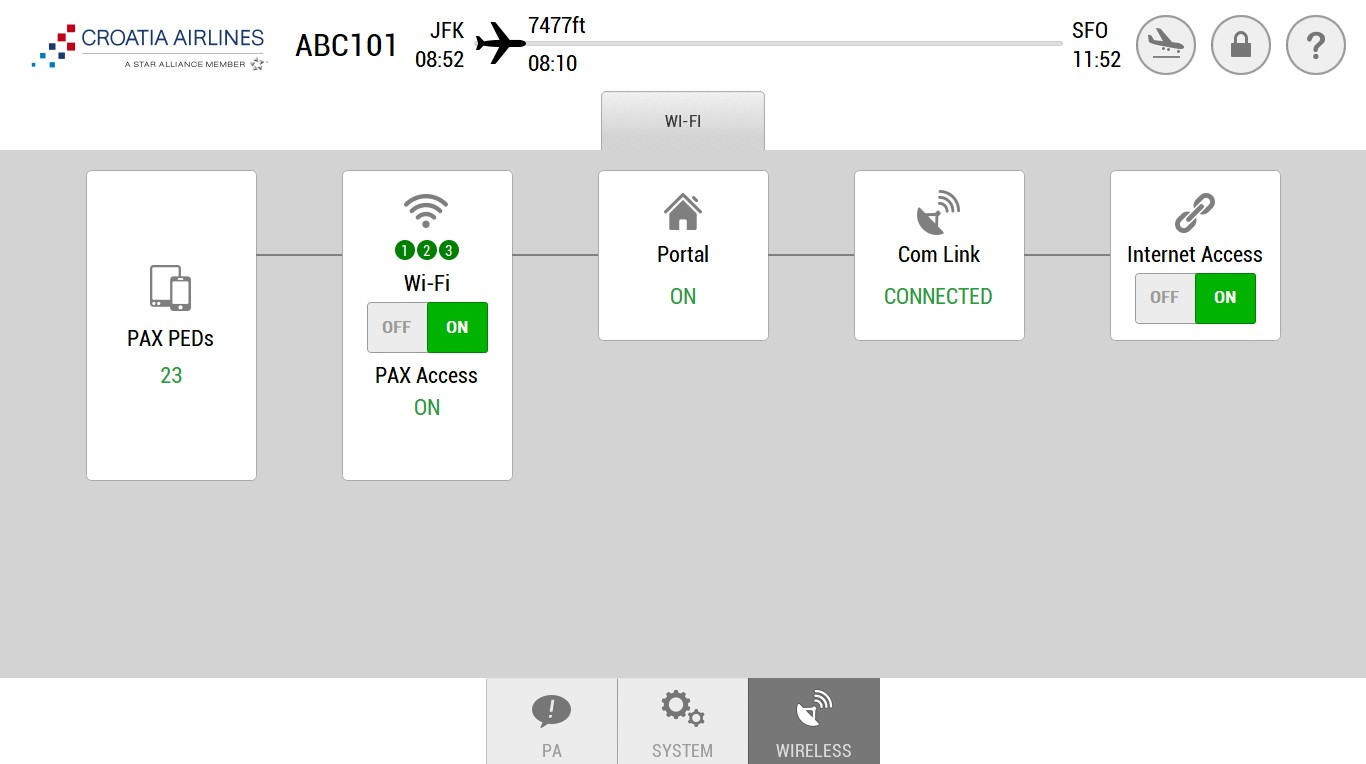 CROATIA AIRLINES
A STAR ALLIANCE MEMBER
ABC101
JFK
08:52
7477ft
08:10
SFO
11:52
?
WI-FI
PAX PEDs
23
1 2 3
Wi-Fi
OFF ON
PAX Access
ON
Portal
ON
Com Link
CONNECTED
Internet Access
OFF ON
!
PA
SYSTEM
WIRELESS